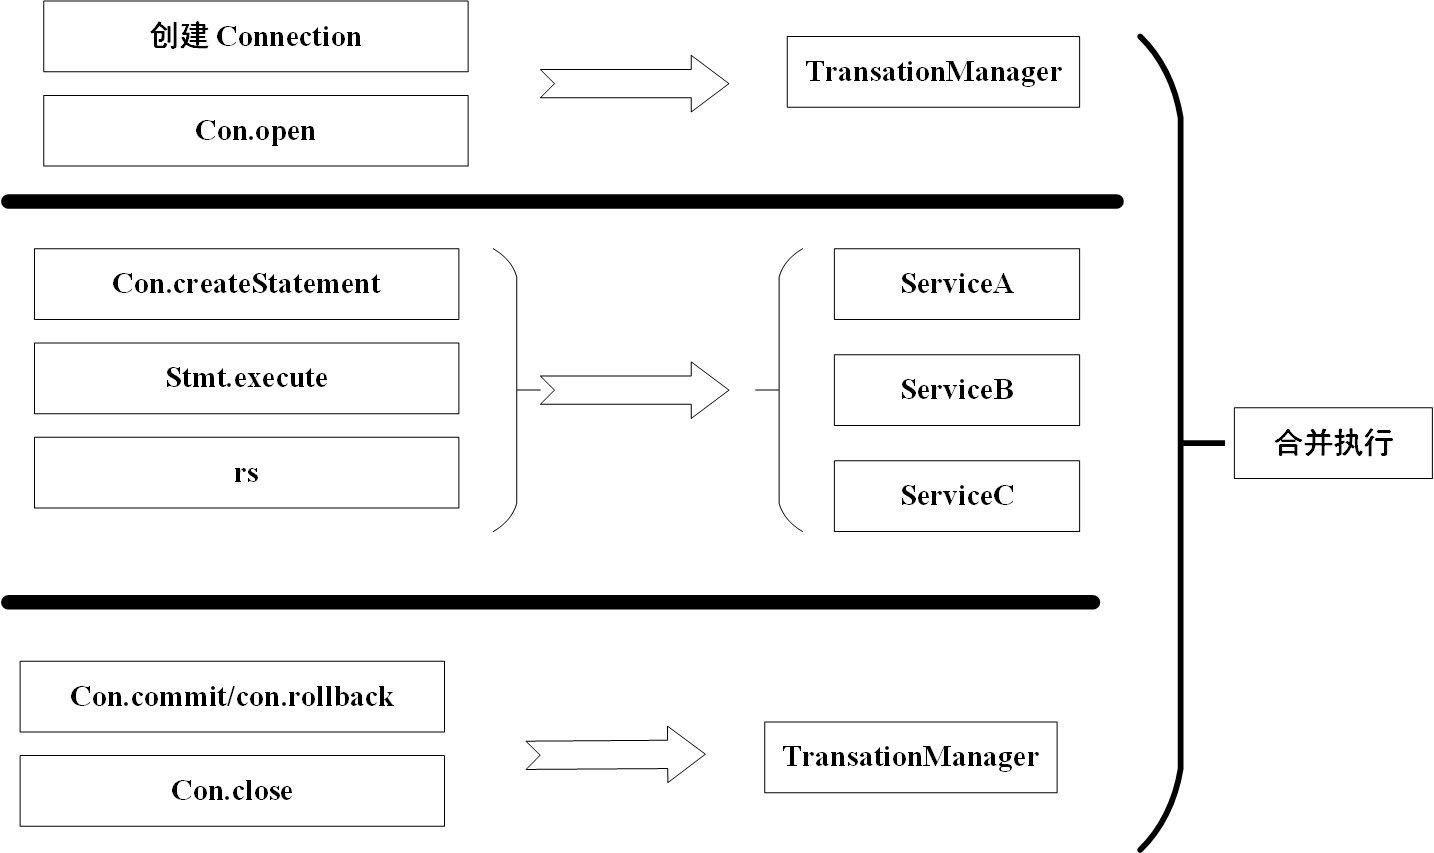 创建 Connection
TransationManager
Con.open
Con.createStatement
Stmt.execute
rs
ServiceA
ServiceB
ServiceC
合并执行
Con.commit/con.rollback
Con.close
TransationManager